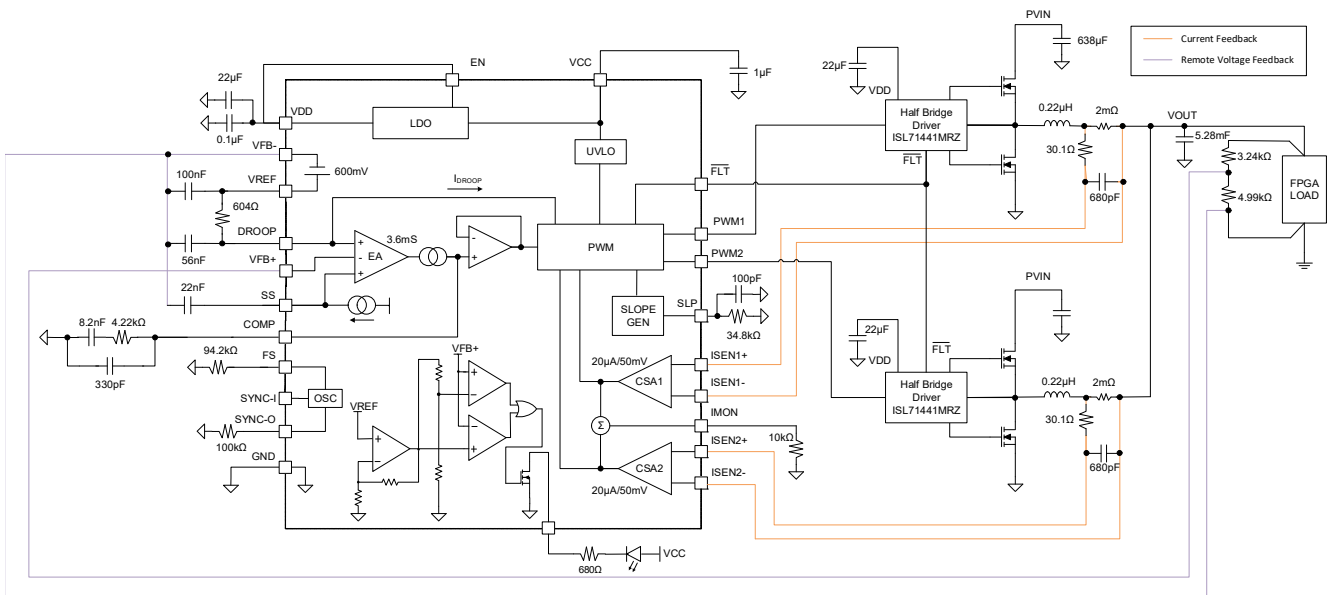 PVIN
638µF
Current Feedback
Remote Voltage Feedback
EN
VCC
22µF
1µF
22µF
VDD
VDD
0.1µF
LDO
Half Bridge
Driver
ISL71441MRZ
FLT
0.22µH
2mΩ
VOUT
5.28mF
30.1Ω
680pF
3.24kΩ
4.99kΩ
FPGA
LOAD
VFB-
100nF
VREF
600mV
UVLO
FLT
604Ω
IDROOP
DROOP
56nF
VFB+
3.6mS
EA
PWM
PWM1
PWM2
22nF
SS
SLOPE
GEN
SLP
100pF
34.8kΩ
PVIN
COMP
8.2nF
4.22kΩ
330pF
22µF
VDD
FLT
Half Bridge
Driver
ISL71441MRZ
0.22µH
2mΩ
30.1Ω
680pF
94.2kΩ
FS
SYNC-I
OSC
SYNC-O
100kΩ
GND
VFB+
VREF
20µA/50mV
CSA1
ISEN1+
ISEN1-
IMON
Σ
10kΩ
ISEN2+
CSA2
ISEN2-
20µA/50mV
680Ω
VCC